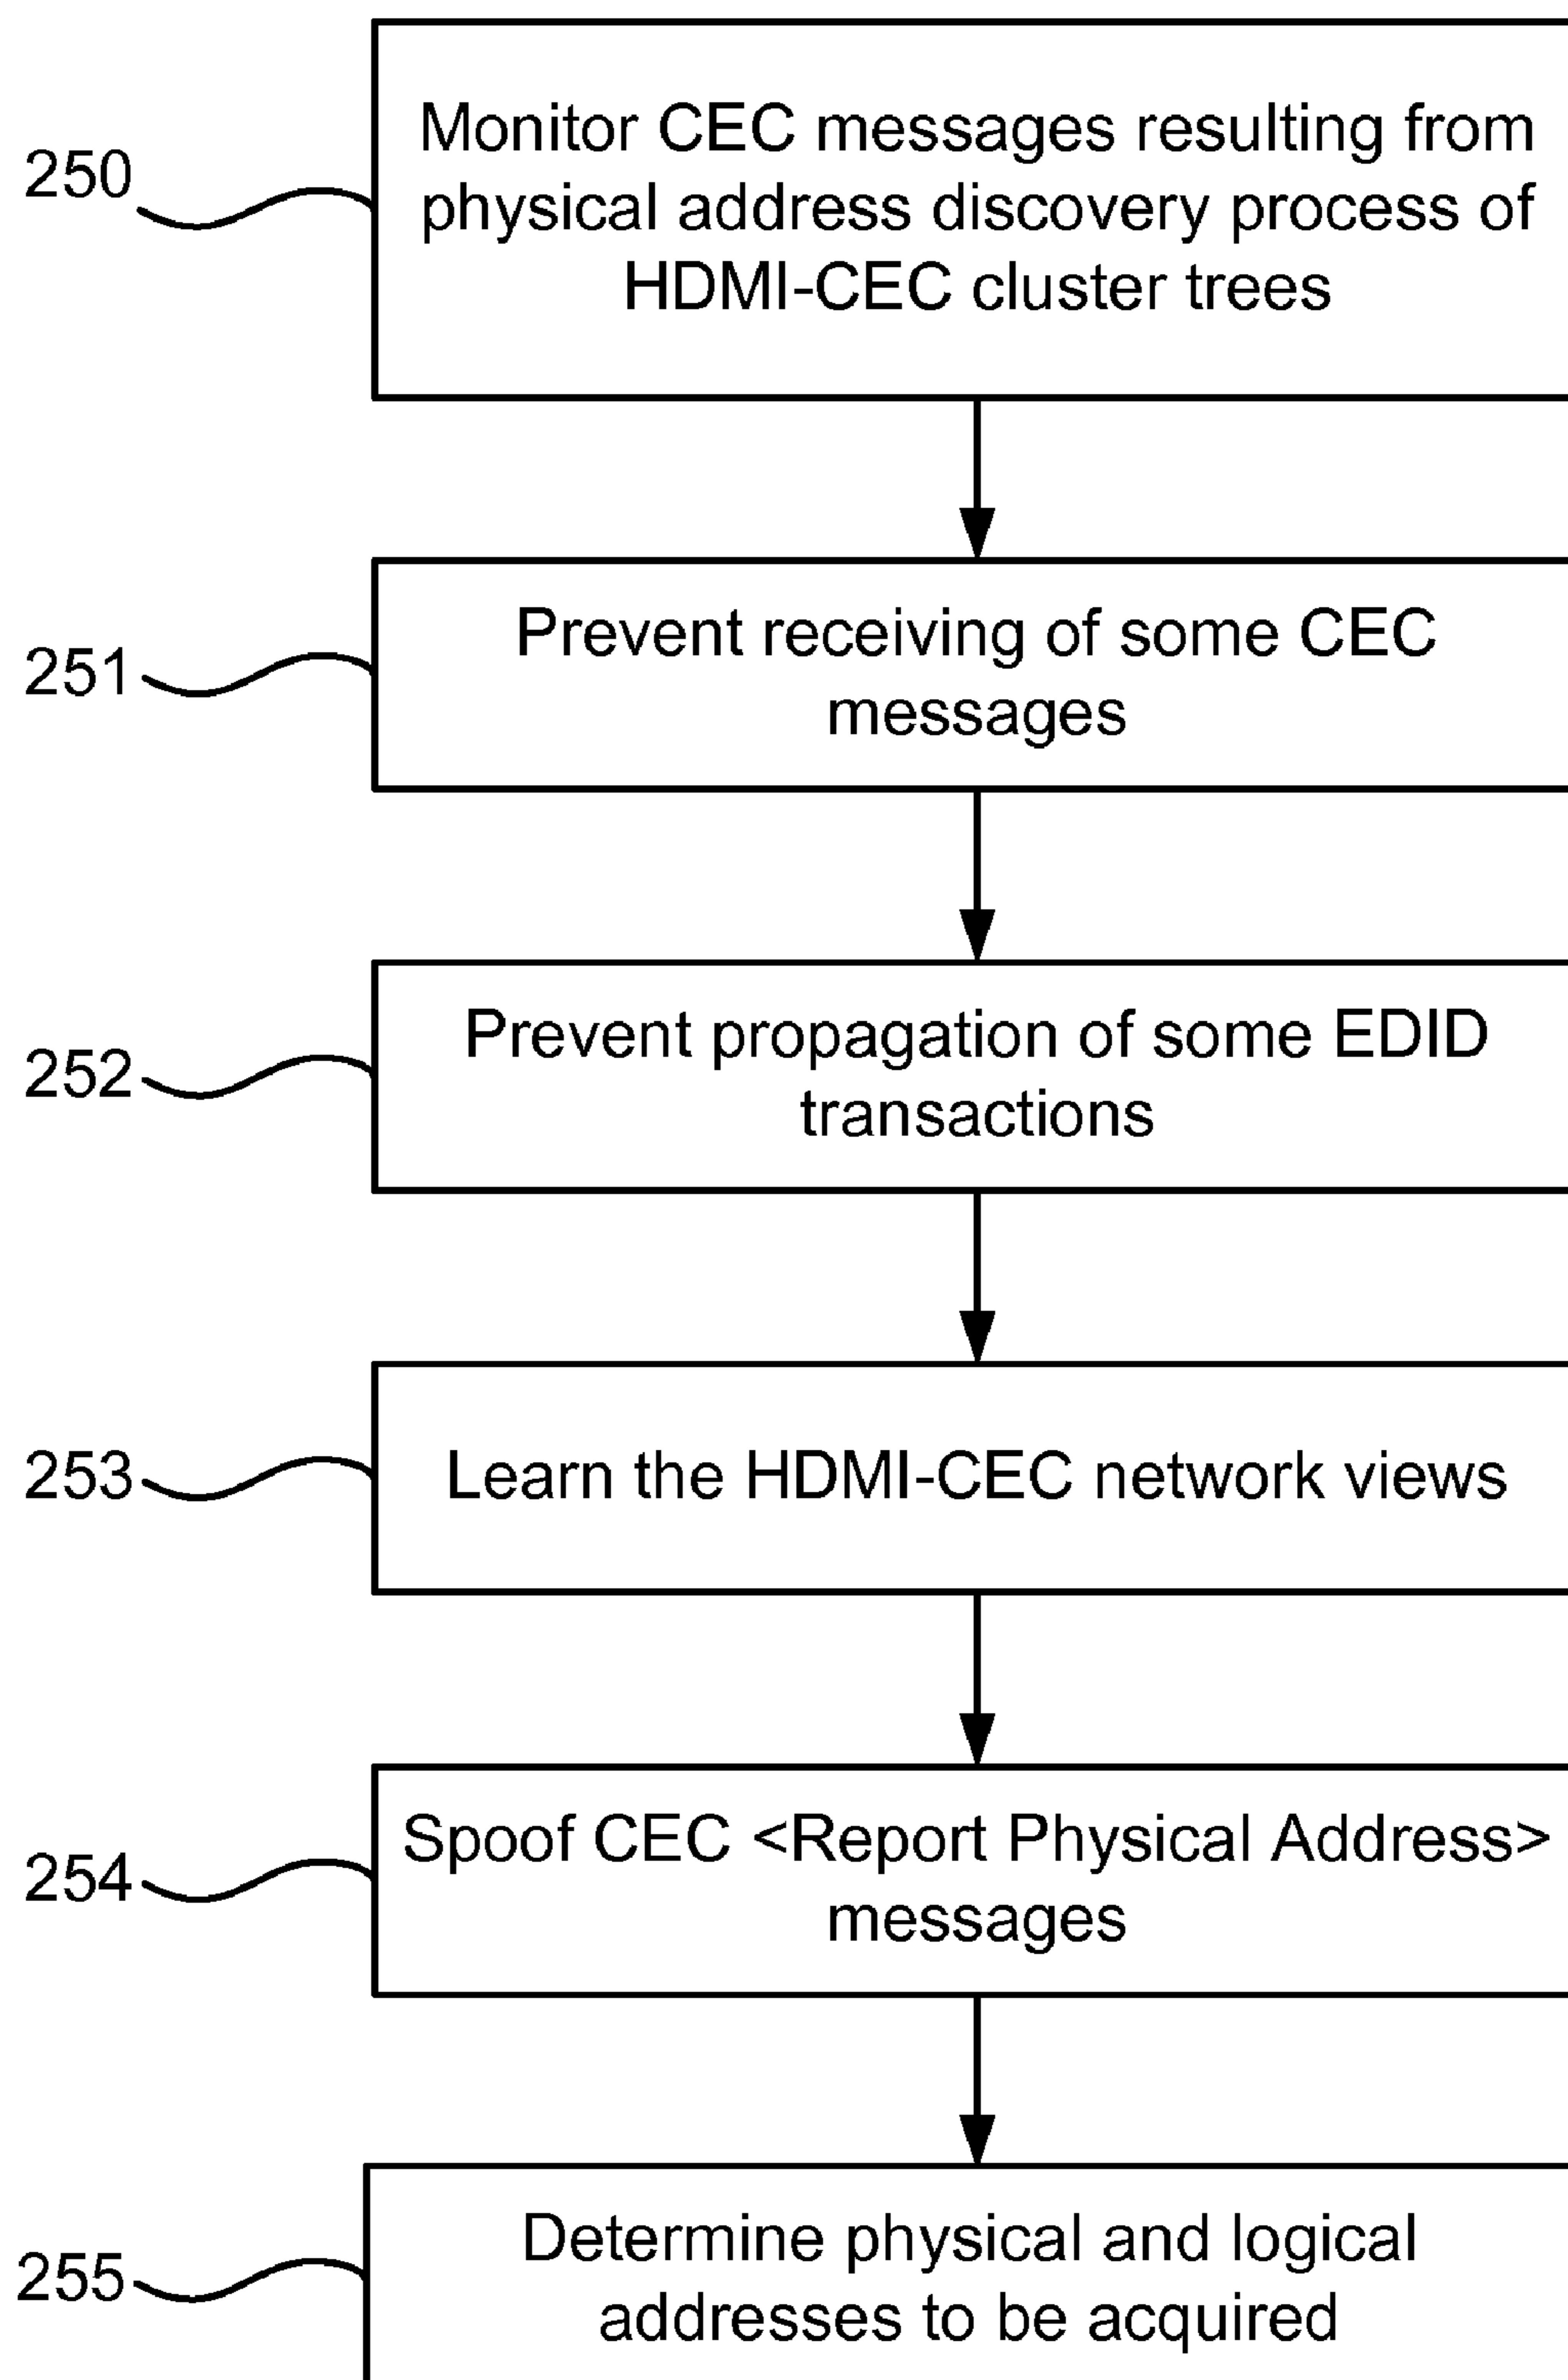 250
Monitor CEC messages resulting from
physical address discovery process of
HDMI-CEC cluster trees
251
Prevent receiving of some CEC
messages
252
Prevent propagation of some EDID
transactions
253
Learn the HDMI-CEC network views
254
Spoof CEC <Report Physical Address>
messages
255
Determine physical and logical
addresses to be acquired